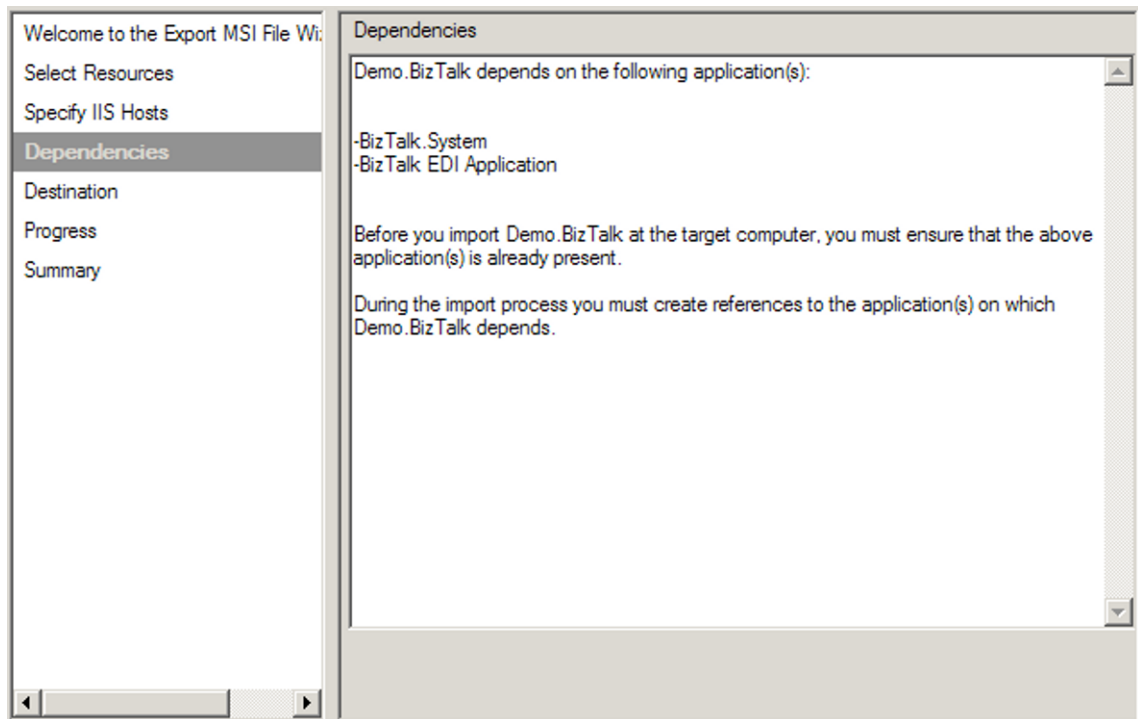 Welcome to the Export MSI File Wi
Select Resources
Specify IIS Hosts
Dependencies
Destination
Progress
Summary
Dependencies
Demo.BizTalk depends on the following application(s):
-BizTalk.System
-BizTalk EDI Application
Before you import Demo.BizTalk at the target computer, you must ensure that the above
application(s) is already present.
During the import process you must create references to the application(s) on which
Demo.BizTalk depends.